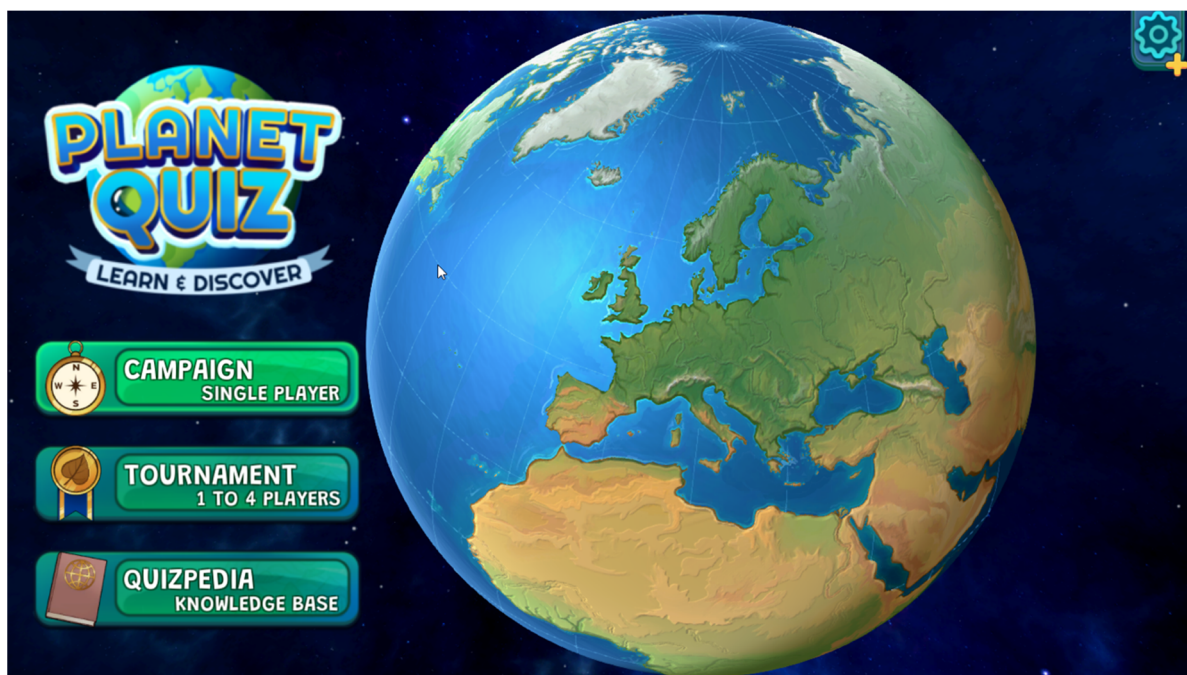 PLANET
QUIZ
LEARN & DISCOVER
CAMPAIGN
SINGLE PLAYER
TOURNAMENT
1 TO 4 PLAYERS
QUIZPEDIA
KNOWLEDGE BASE
N
W E
S